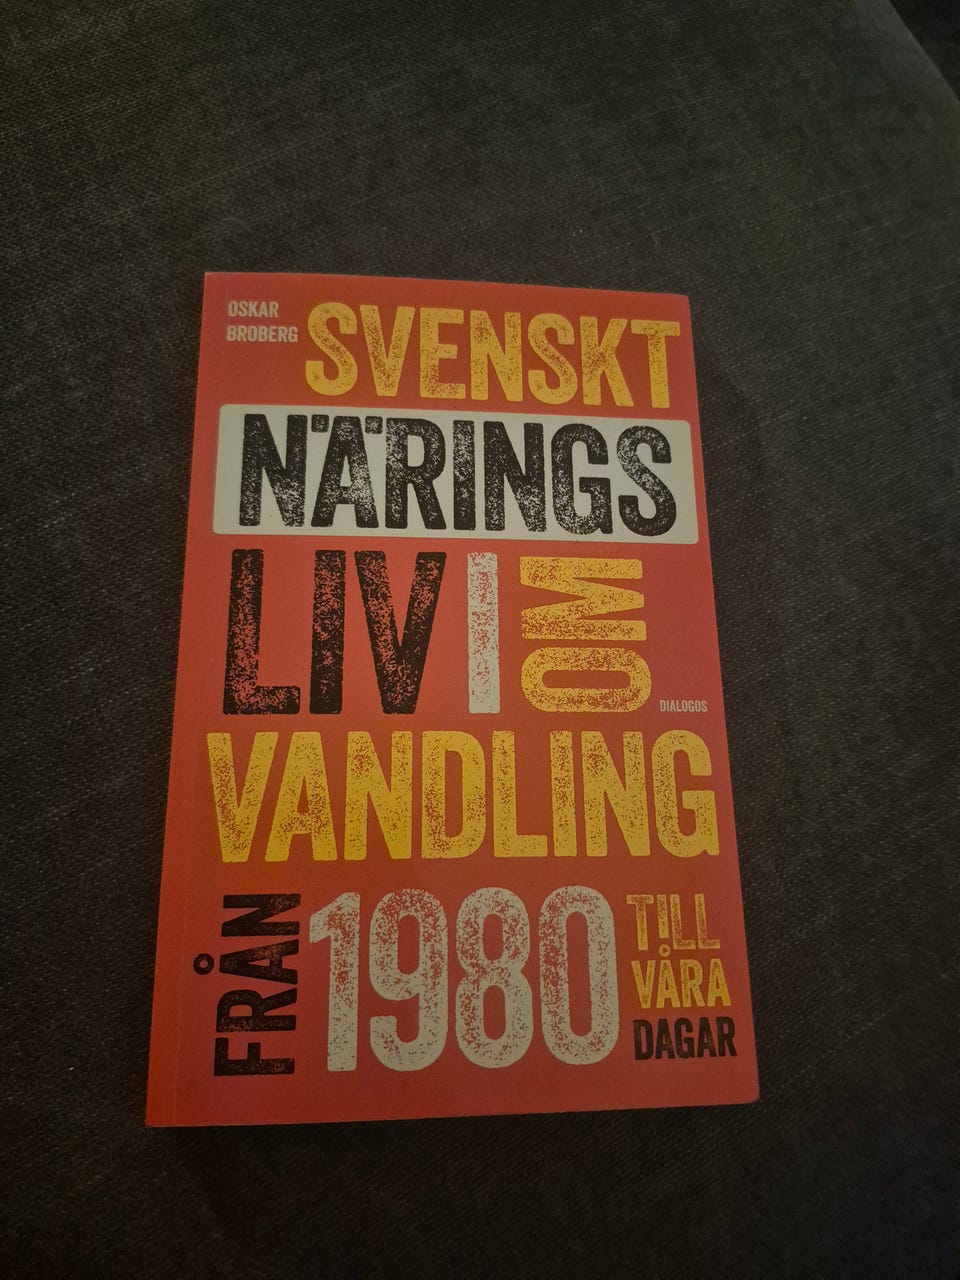 OSKAR
BROBERG
SVENSKT
NÄRINGS
LIV I OM
DIALOGOS
VANDLING
FRÅN 1980
TILL
VÅRA
DAGAR